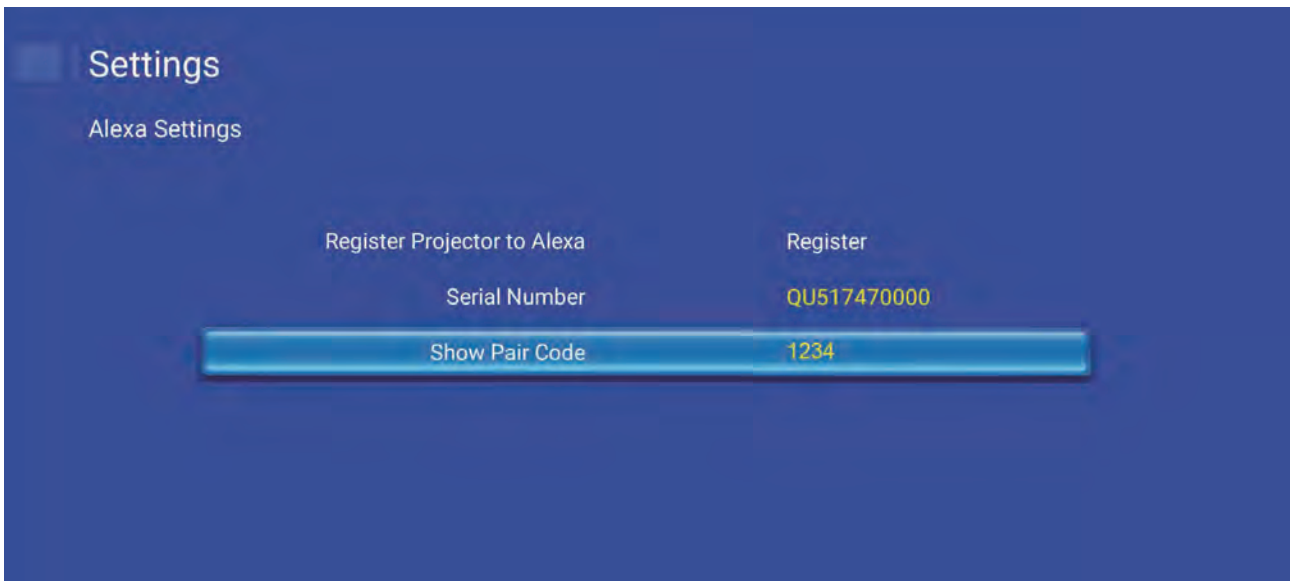 Settings
Alexa Settings
Register Projector to Alexa Register
Serial Number QU517470000
Show Pair Code 1234